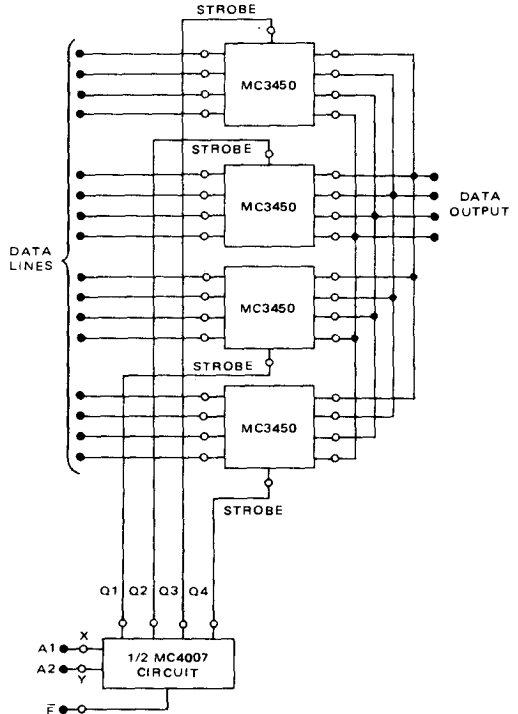 STROBE
MC3450
STROBE
MC3450
DATA
OUTPUT
DATA
LINES
MC3450
STROBE
MC3450
STROBE
Q1 Q2 Q3 Q4
X
A1
1/2 MC4007
CIRCUIT
A2
Y
E